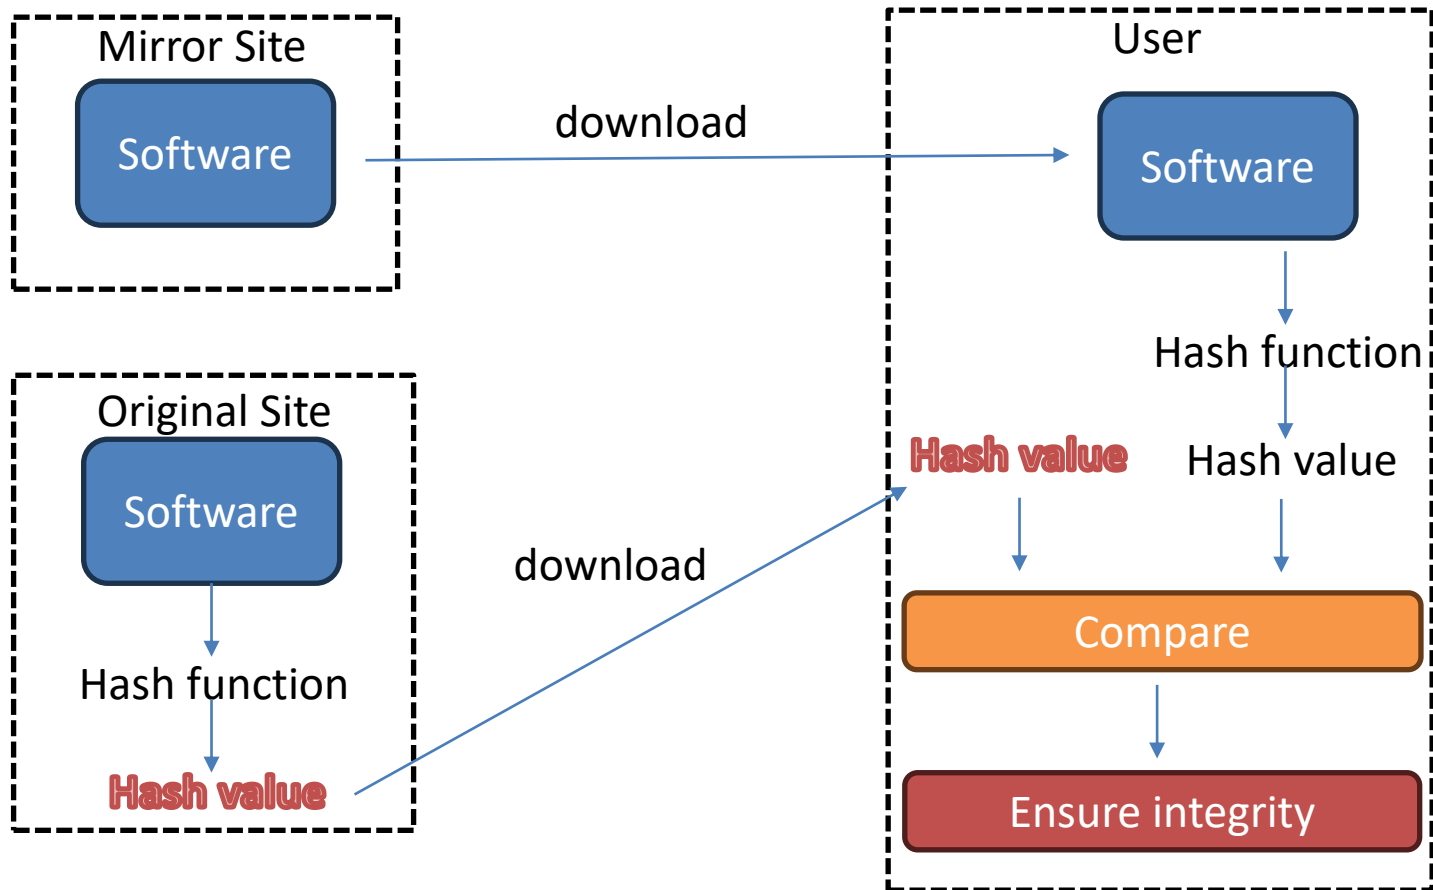 Mirror Site
Software
download
User
Software
Hash function
Hash value
Hash value
Original Site
Software
Hash function
Hash value
download
Compare
Ensure integrity